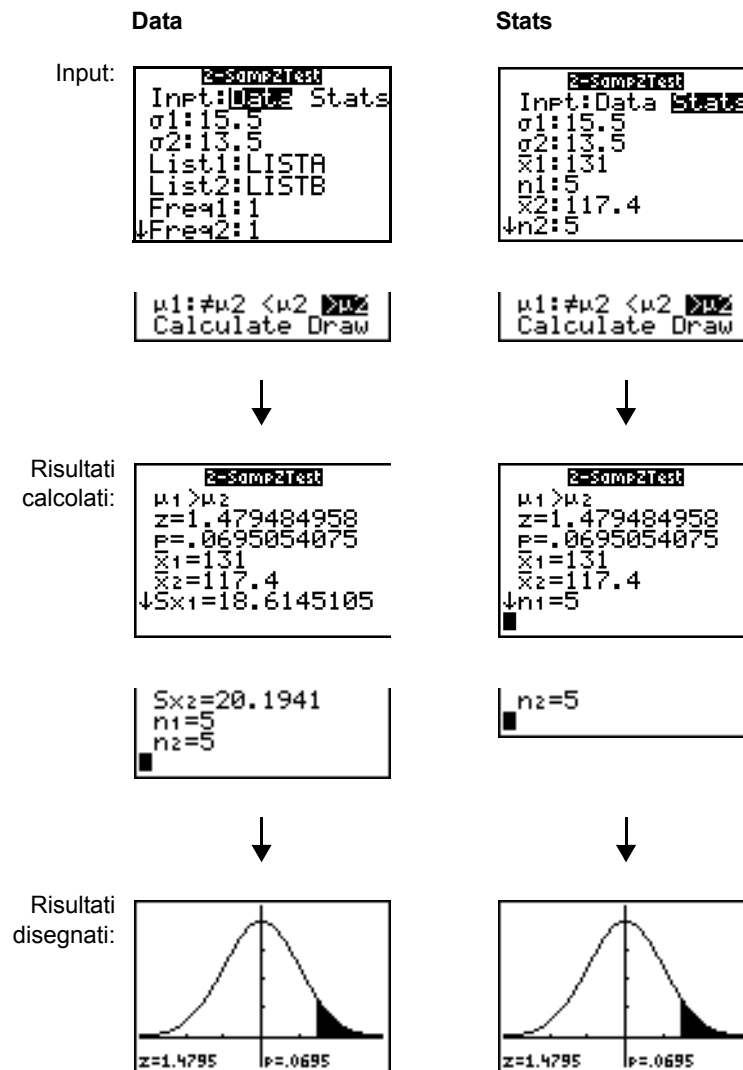 Data
Stats
Input:
2-SampZTest
Inpt:Data Stats
σ1:15.5
σ2:13.5
List1:LISTA
List2:LISTB
Freq1:1
↓Freq2:1
2-SampZTest
Inpt:Data Stats
σ1:15.5
σ2:13.5
x̄1:131
n1:5
x̄2:117.4
↓n2:5
μ1:≠μ2 <μ2 >μ2
Calculate Draw
μ1:≠μ2 <μ2 >μ2
Calculate Draw
Risultati
calcolati:
2-SampZTest
μ1>μ2
z=1.479484958
p=.0695054075
x̄1=131
x̄2=117.4
↓Sx1=18.6145105
2-SampZTest
μ1>μ2
z=1.479484958
p=.0695054075
x̄1=131
x̄2=117.4
↓n1=5
Sx2=20.1941
n1=5
n2=5
n2=5
Risultati
disegnati:
z=1.4795 p=.0695
z=1.4795 p=.0695